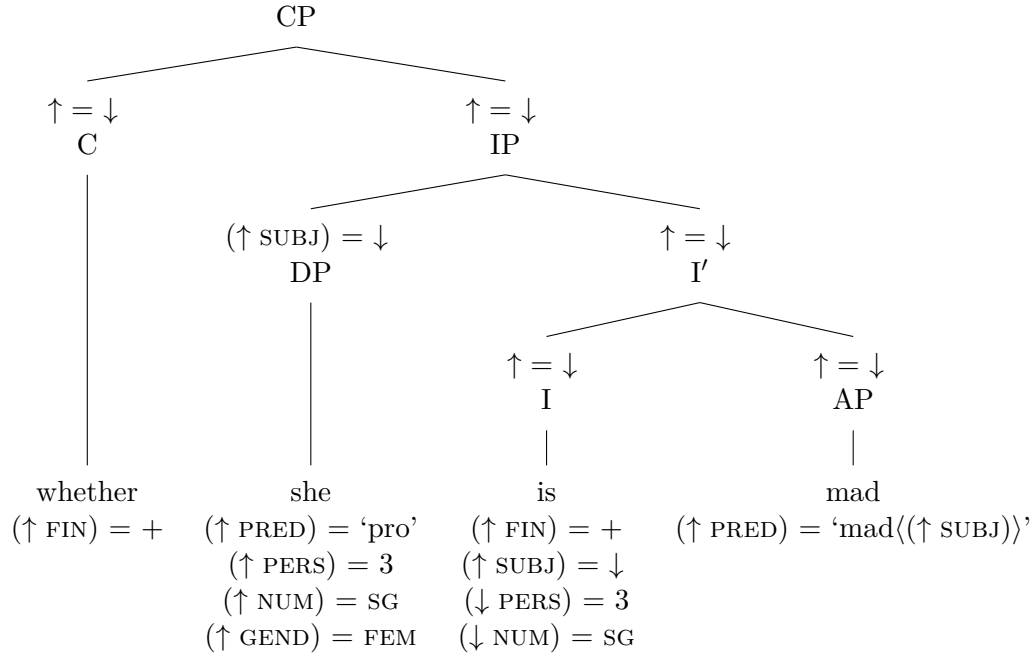 CP
↑ = ↓ ↑ = ↓
C IP
(↑ SUBJ) = ↓ ↑ = ↓
DP I′
↑ = ↓ ↑ = ↓
I AP
whether she is mad
(↑ FIN) = + (↑ PRED) = ‘pro’ (↑ FIN) = + (↑ PRED) = ‘mad⟨(↑ SUBJ)⟩’
(↑ PERS) = 3 (↑ SUBJ) = ↓
(↑ NUM) = SG (↓ PERS) = 3
(↑ GEND) = FEM (↓ NUM) = SG